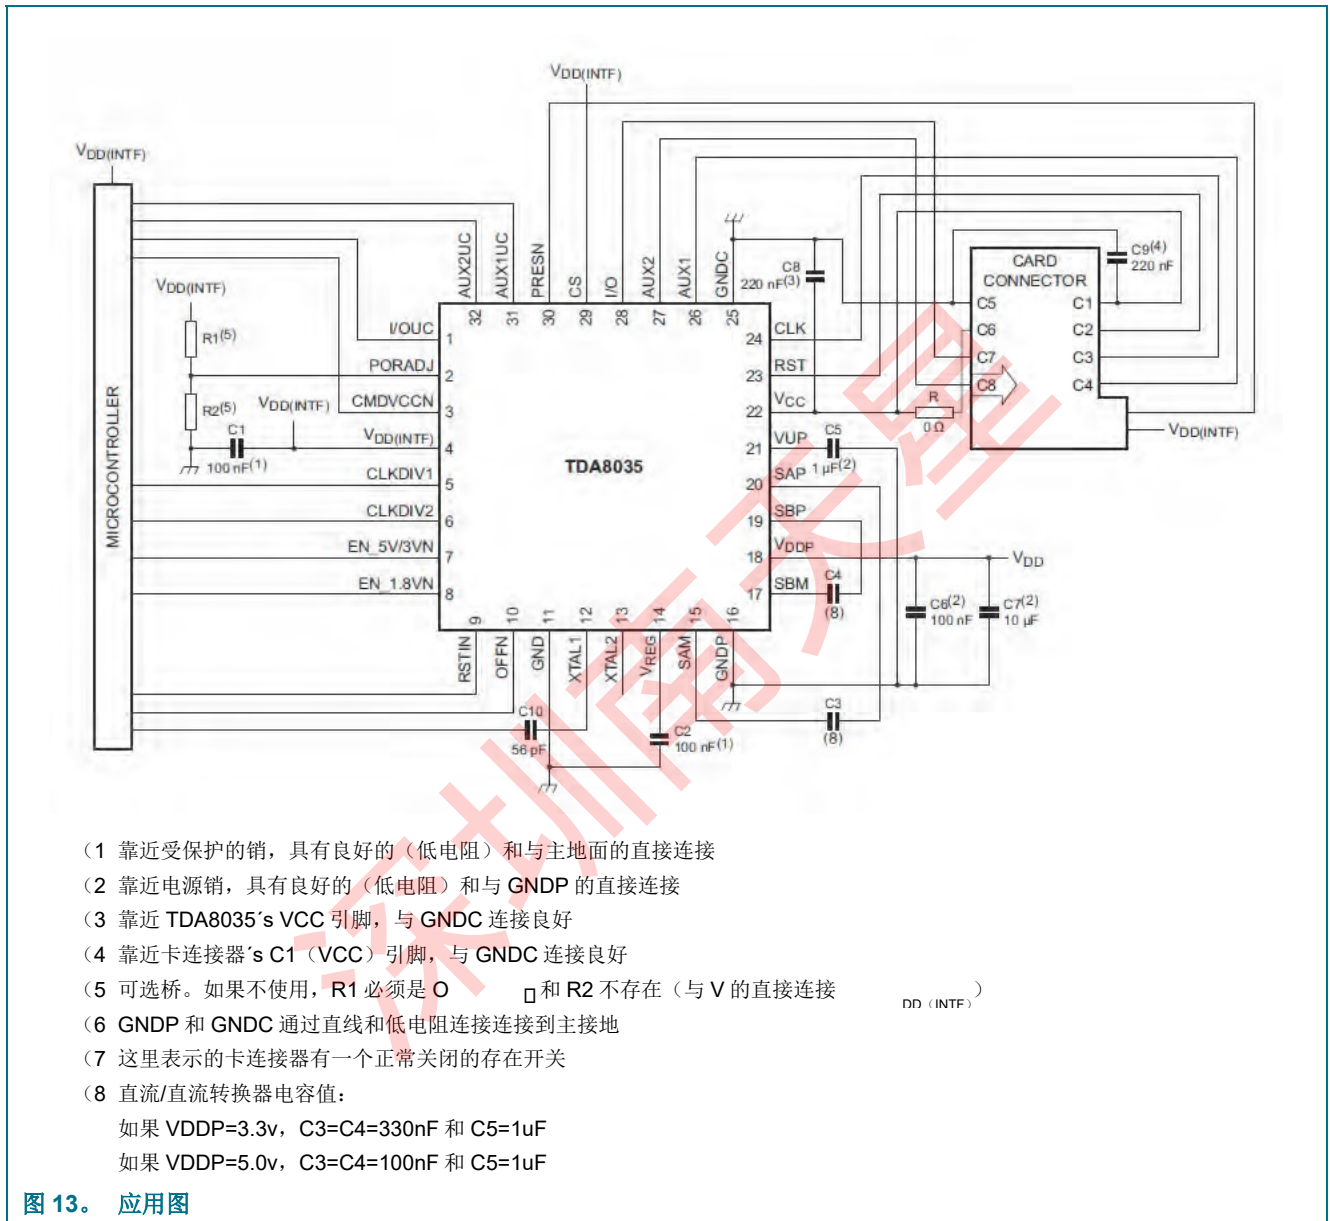 VDD(INTF)
VDD(INTF)
MICROCONTROLLER
VDD(INTF)
R1(5)
R2(5)
VDD(INTF)
C1
100 nF(1)
AUX2UC
AUX1UC
PRESN
CS
I/O
AUX2
AUX1
GNDC
32
31
30
29
28
27
26
25
C8
220 nF(3)
CARD
CONNECTOR
C9(4)
220 nF
C5
C6
C7
C8
C1
C2
C3
C4
VDD(INTF)
I/OUC
1
PORADJ
2
CMDVCCN
3
VDD(INTF)
4
CLKDIV1
5
CLKDIV2
6
EN_5V/3VN
7
EN_1.8VN
8
TDA8035
24
CLK
23
RST
22
VCC
R
0 Ω
21
VUP
C5
1 μF(2)
20
SAP
19
SBP
18
VDDP
VDD
17
SBM
C4
(8)
C6(2)
100 nF
C7(2)
10 μF
9
10
11
12
13
14
15
16
RSTIN
OFFN
GND
XTAL1
XTAL2
VREG
SAM
GNDP
C10
56 pF
C2
100 nF(1)
C3
(8)
(1 靠近受保护的销，具有良好的（低电阻）和与主地面的直接连接
(2 靠近电源销，具有良好的（低电阻）和与 GNDP 的直接连接
(3 靠近 TDA8035´s VCC 引脚，与 GNDC 连接良好
(4 靠近卡连接器´s C1（VCC）引脚，与 GNDC 连接良好
(5 可选桥。如果不使用，R1 必须是 O 和 R2 不存在（与 V 的直接连接 DD（INTF）)
(6 GNDP 和 GNDC 通过直线和低电阻连接连接到主接地
(7 这里表示的卡连接器有一个正常关闭的存在开关
(8 直流/直流转换器电容值：
如果 VDDP=3.3v，C3=C4=330nF 和 C5=1uF
如果 VDDP=5.0v，C3=C4=100nF 和 C5=1uF
图 13。 应用图
深圳南天星